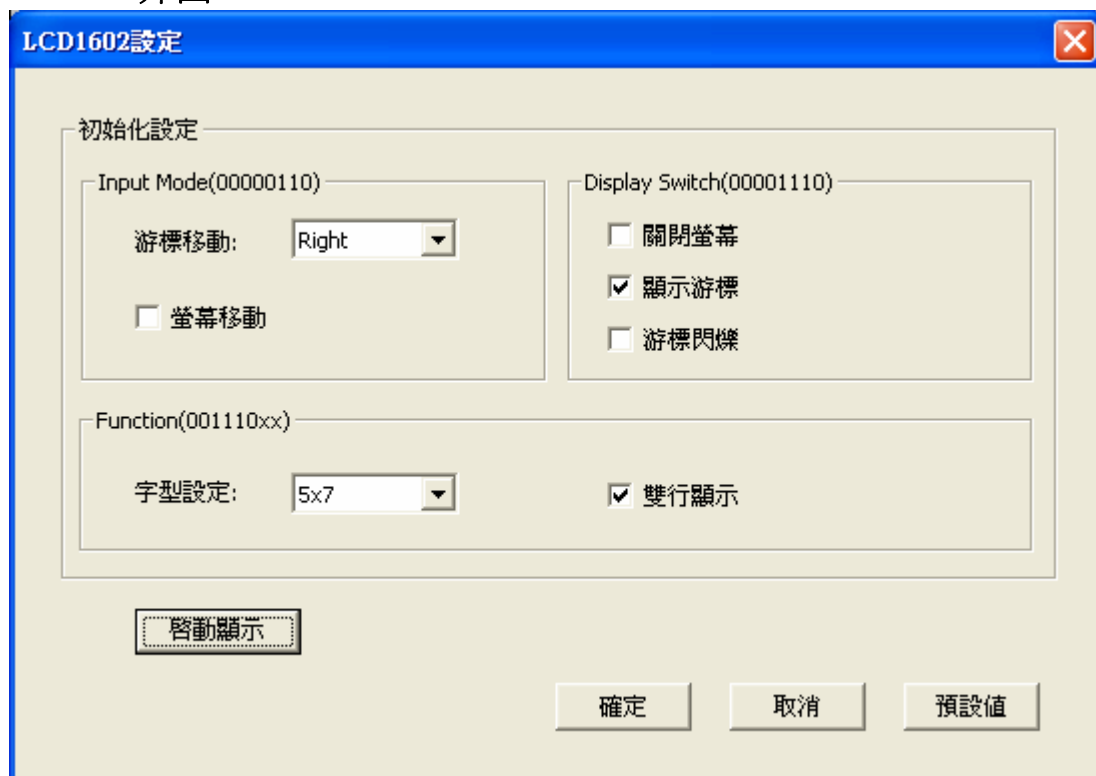 LCD1602設定
初始化設定
Input Mode(00000110)
Display Switch(00001110)
游標移動: Right
關閉螢幕
顯示游標
螢幕移動
游標閃爍
Function(001110xx)
字型設定: 5x7
雙行顯示
啓動顯示
確定 取消 預設值